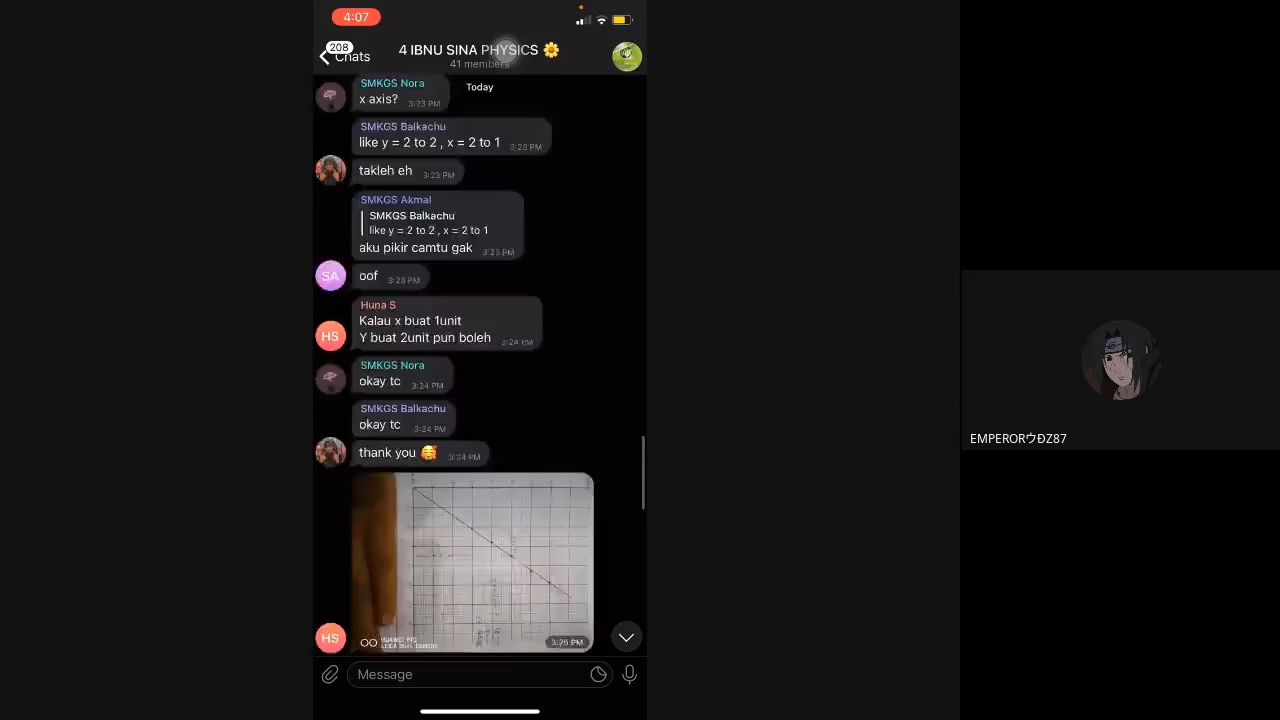 4:07
208
Chats
4 IBNU SINA PHYSICS 🌼
41 members
Today
SMKGS Nora
x axis? 3:23 PM
SMKGS Balkachu
like y = 2 to 2 , x = 2 to 1 3:23 PM
takleh eh 3:23 PM
SMKGS Akmal
SMKGS Balkachu
like y = 2 to 2 , x = 2 to 1
aku pikir camtu gak 3:23 PM
SA
oof 3:23 PM
Huna S
Kalau x buat 1unit
HS
Y buat 2unit pun boleh 3:24 PM
SMKGS Nora
okay tc 3:24 PM
SMKGS Balkachu
okay tc 3:24 PM
thank you 🥰 3:24 PM
HS
HUAWEI
3:25 PM
Message
EMPERORウĐZ87